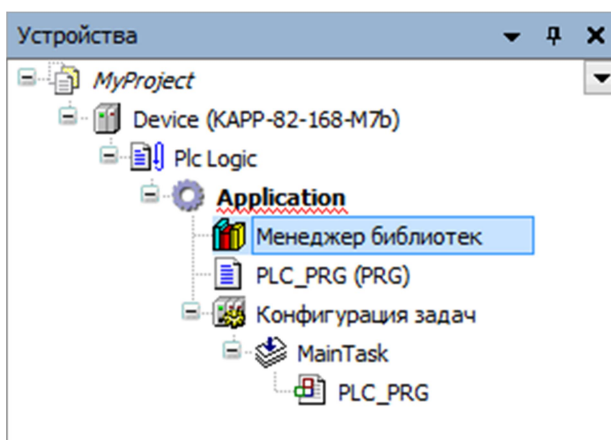 Устройства
MyProject
Device (KAPP-82-168-M7b)
Plc Logic
Application
Менеджер библиотек
PLC_PRG (PRG)
Конфигурация задач
MainTask
PLC_PRG